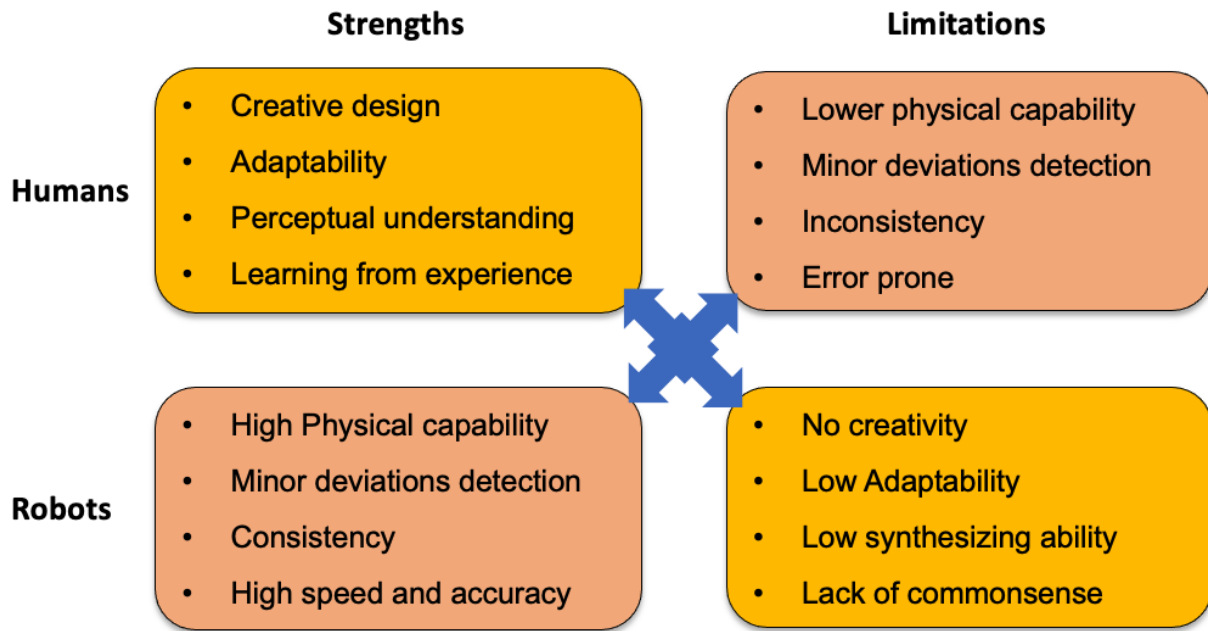 Strengths
Limitations
Humans
• Creative design
• Adaptability
• Perceptual understanding
• Learning from experience
• Lower physical capability
• Minor deviations detection
• Inconsistency
• Error prone
Robots
• High Physical capability
• Minor deviations detection
• Consistency
• High speed and accuracy
• No creativity
• Low Adaptability
• Low synthesizing ability
• Lack of commonsense